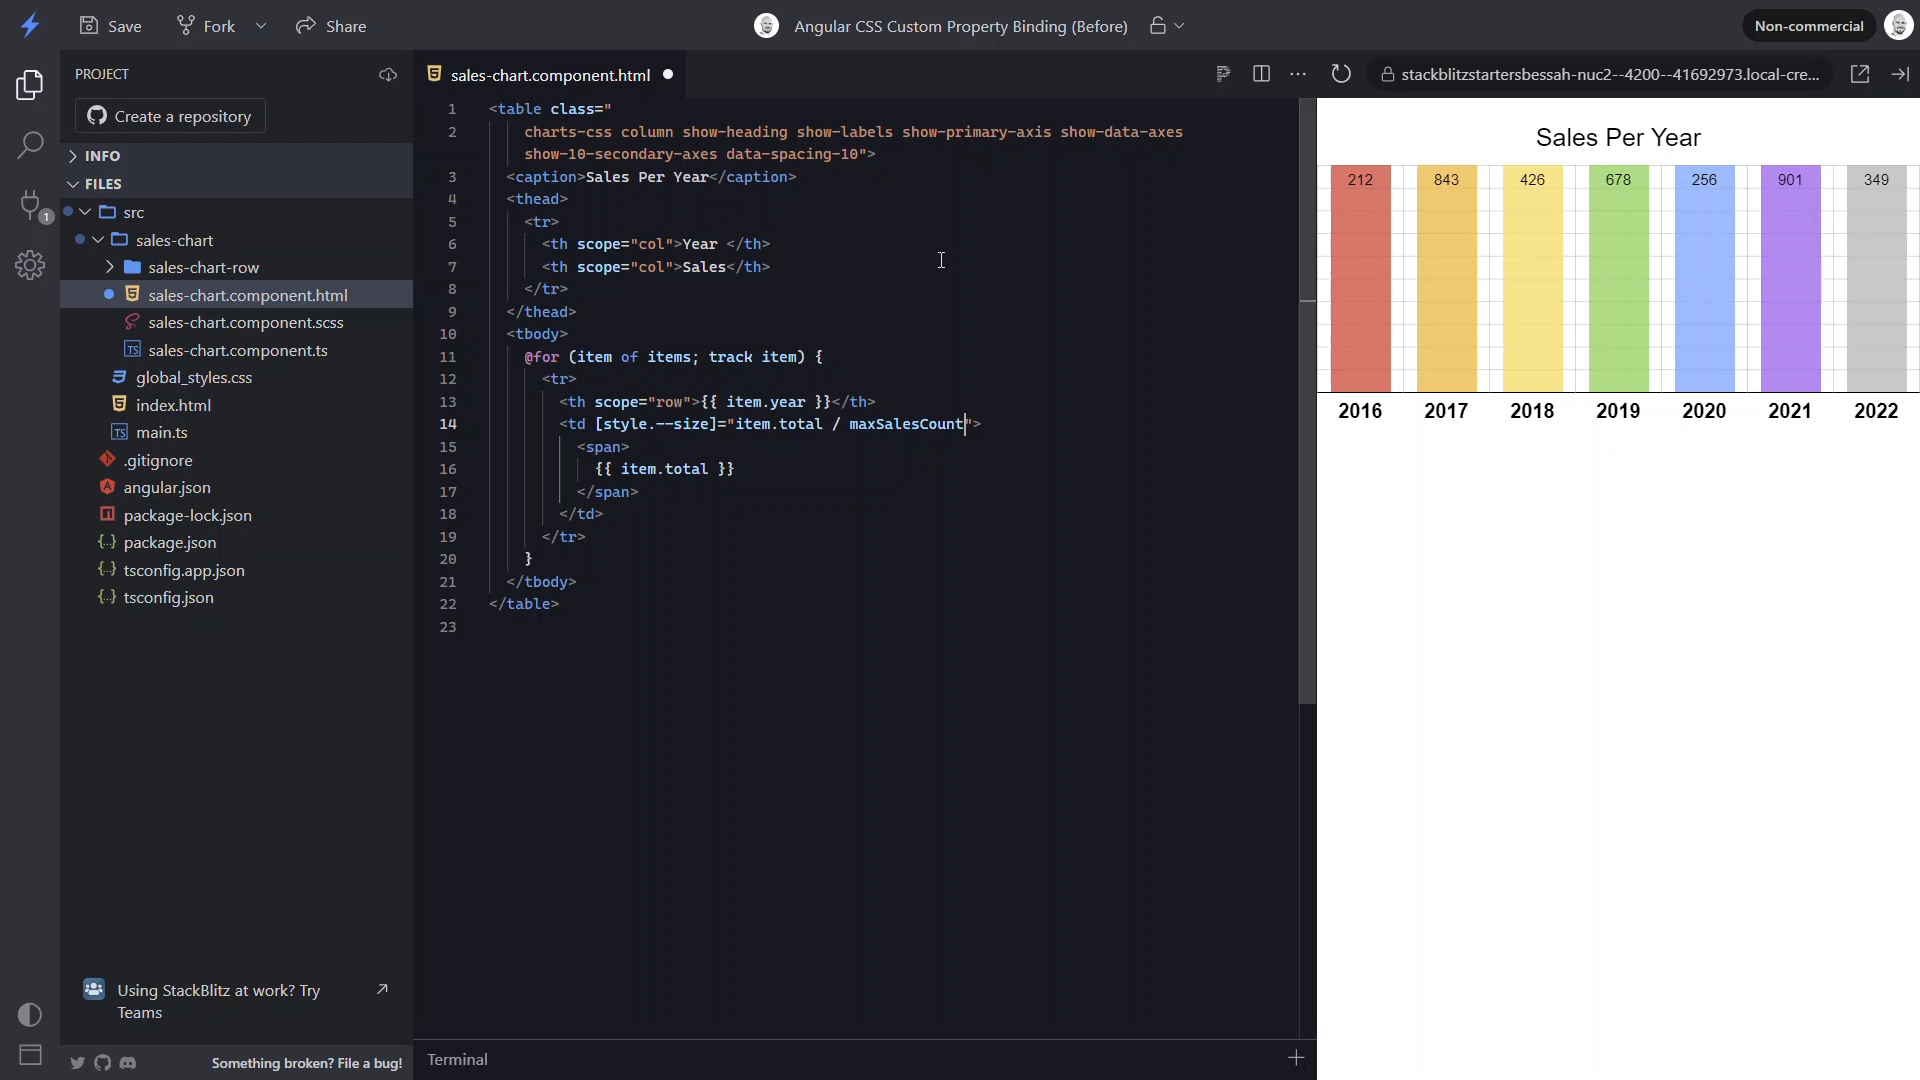 Save
Fork
Share
Angular CSS Custom Property Binding (Before)
Non-commercial
PROJECT
Create a repository
INFO
FILES
src
sales-chart
sales-chart-row
sales-chart.component.html
sales-chart.component.scss
sales-chart.component.ts
global_styles.css
index.html
main.ts
.gitignore
angular.json
package-lock.json
package.json
tsconfig.app.json
tsconfig.json
1
Using StackBlitz at work? Try
Teams
Something broken? File a bug!
sales-chart.component.html
1 <table class="
2 charts-css column show-heading show-labels show-primary-axis show-data-axes
show-10-secondary-axes data-spacing-10">
3 <caption>Sales Per Year</caption>
4 <thead>
5 <tr>
6 <th scope="col">Year </th>
7 <th scope="col">Sales</th>
8 </tr>
9 </thead>
10 <tbody>
11 @for (item of items; track item) {
12 <tr>
13 <th scope="row">{{ item.year }}</th>
14 <td [style.--size]="item.total / maxSalesCount">
15 <span>
16 {{ item.total }}
17 </span>
18 </td>
19 </tr>
20 }
21 </tbody>
22 </table>
23
Terminal
stackblitzstartersbessah-nuc2--4200--41692973.local-cre...
Sales Per Year
212 843 426 678 256 901 349
2016 2017 2018 2019 2020 2021 2022